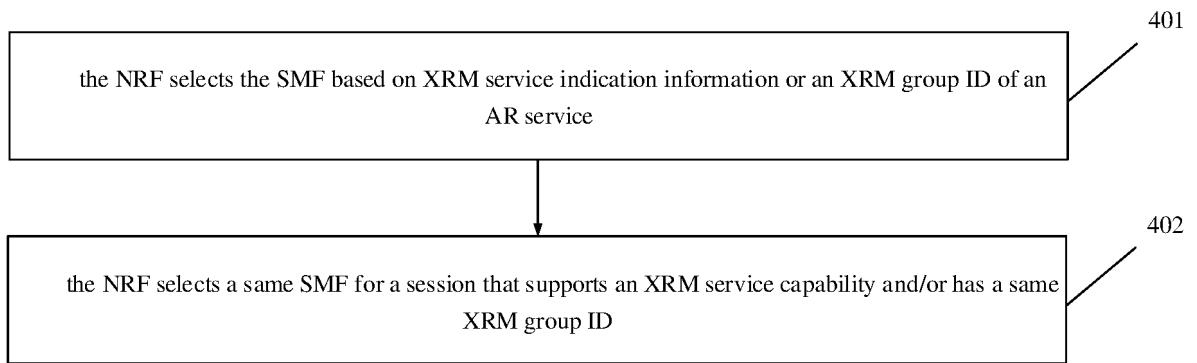 401
the NRF selects the SMF based on XRM service indication information or an XRM group ID of an
AR service
402
the NRF selects a same SMF for a session that supports an XRM service capability and/or has a same
XRM group ID